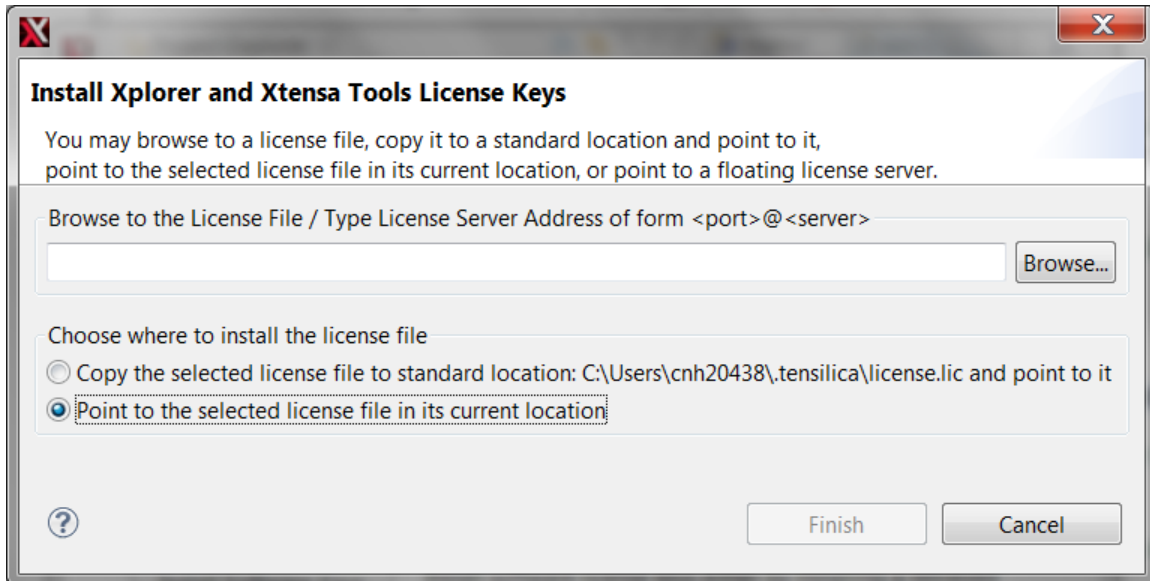 Install Xplorer and Xtensa Tools License Keys
You may browse to a license file, copy it to a standard location and point to it,
point to the selected license file in its current location, or point to a floating license server.
Browse to the License File / Type License Server Address of form <port>@<server>
Browse...
Choose where to install the license file
Copy the selected license file to standard location: C:\Users\cnh20438\.tensilica\license.lic and point to it
Point to the selected license file in its current location
?
Finish
Cancel